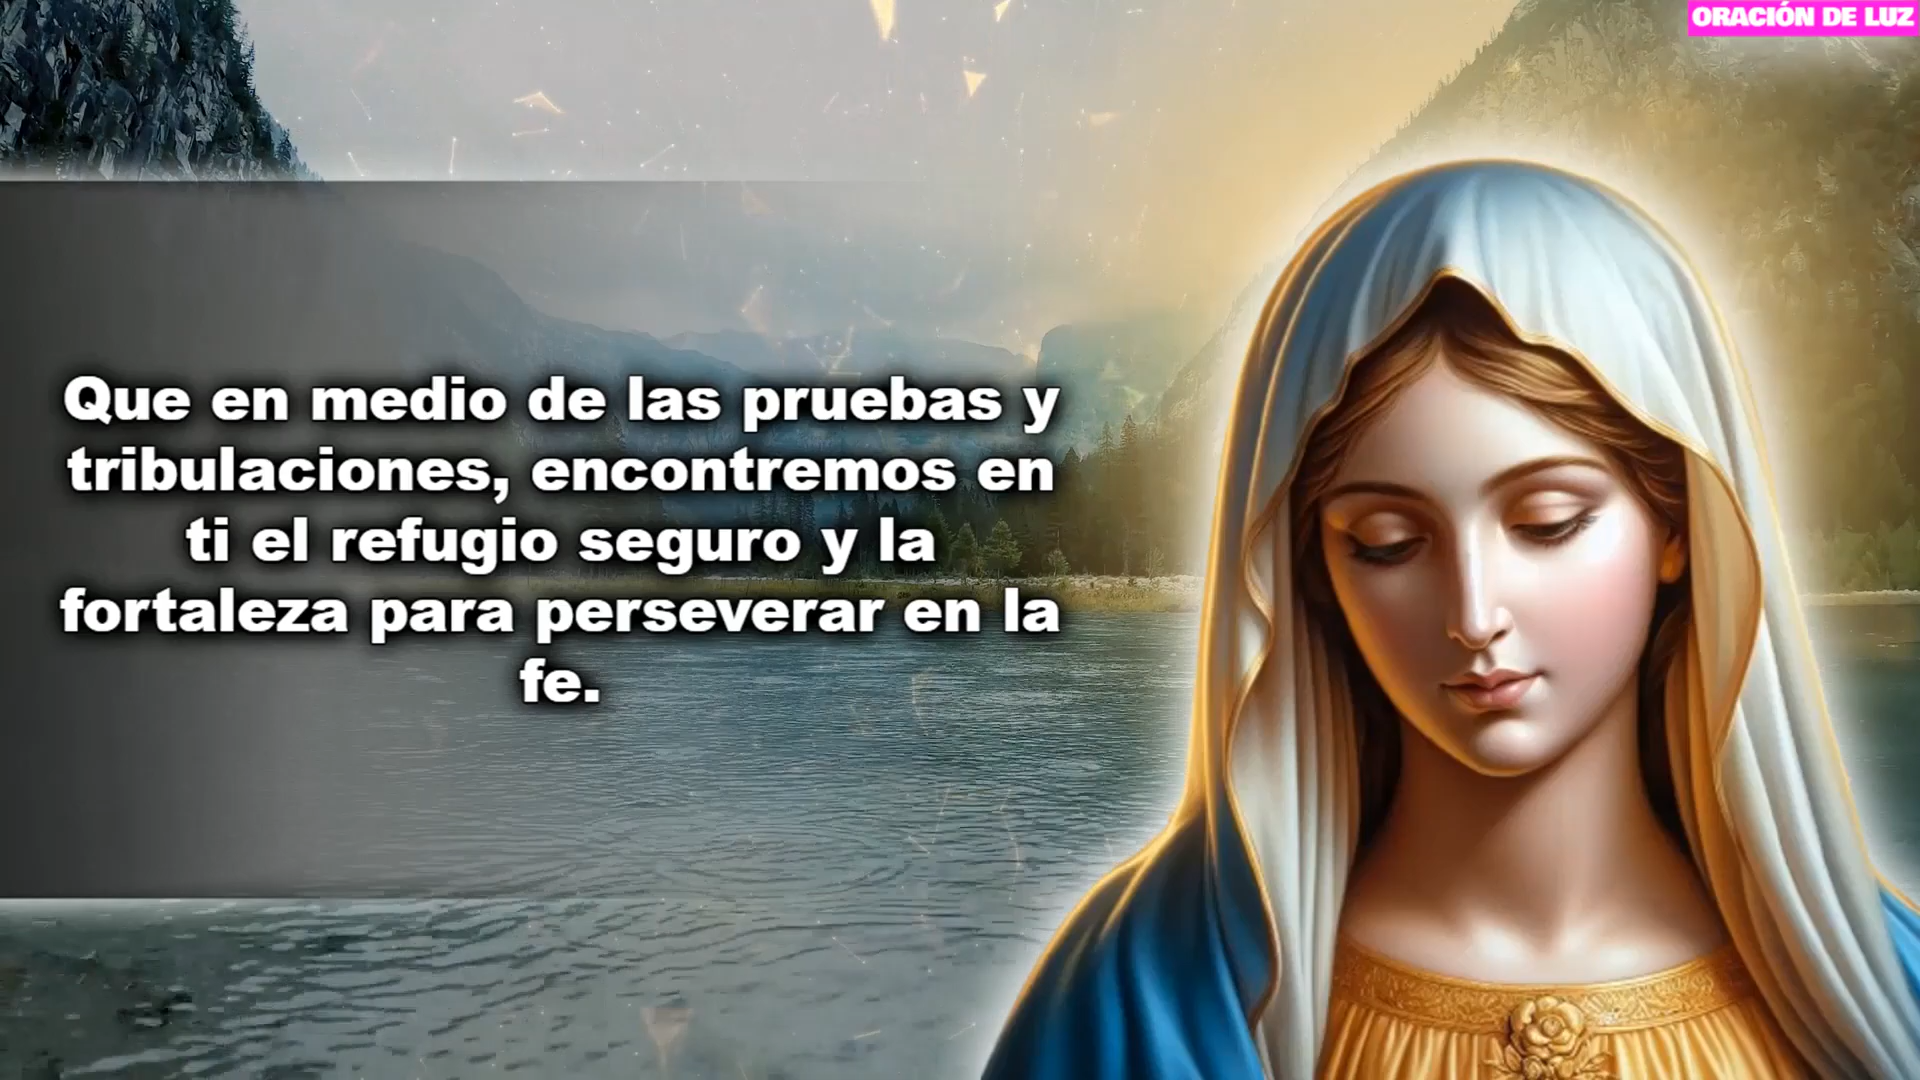 ORACIÓN DE LUZ
Que en medio de las pruebas y
tribulaciones, encontremos en
ti el refugio seguro y la
fortaleza para perseverar en la
fe.